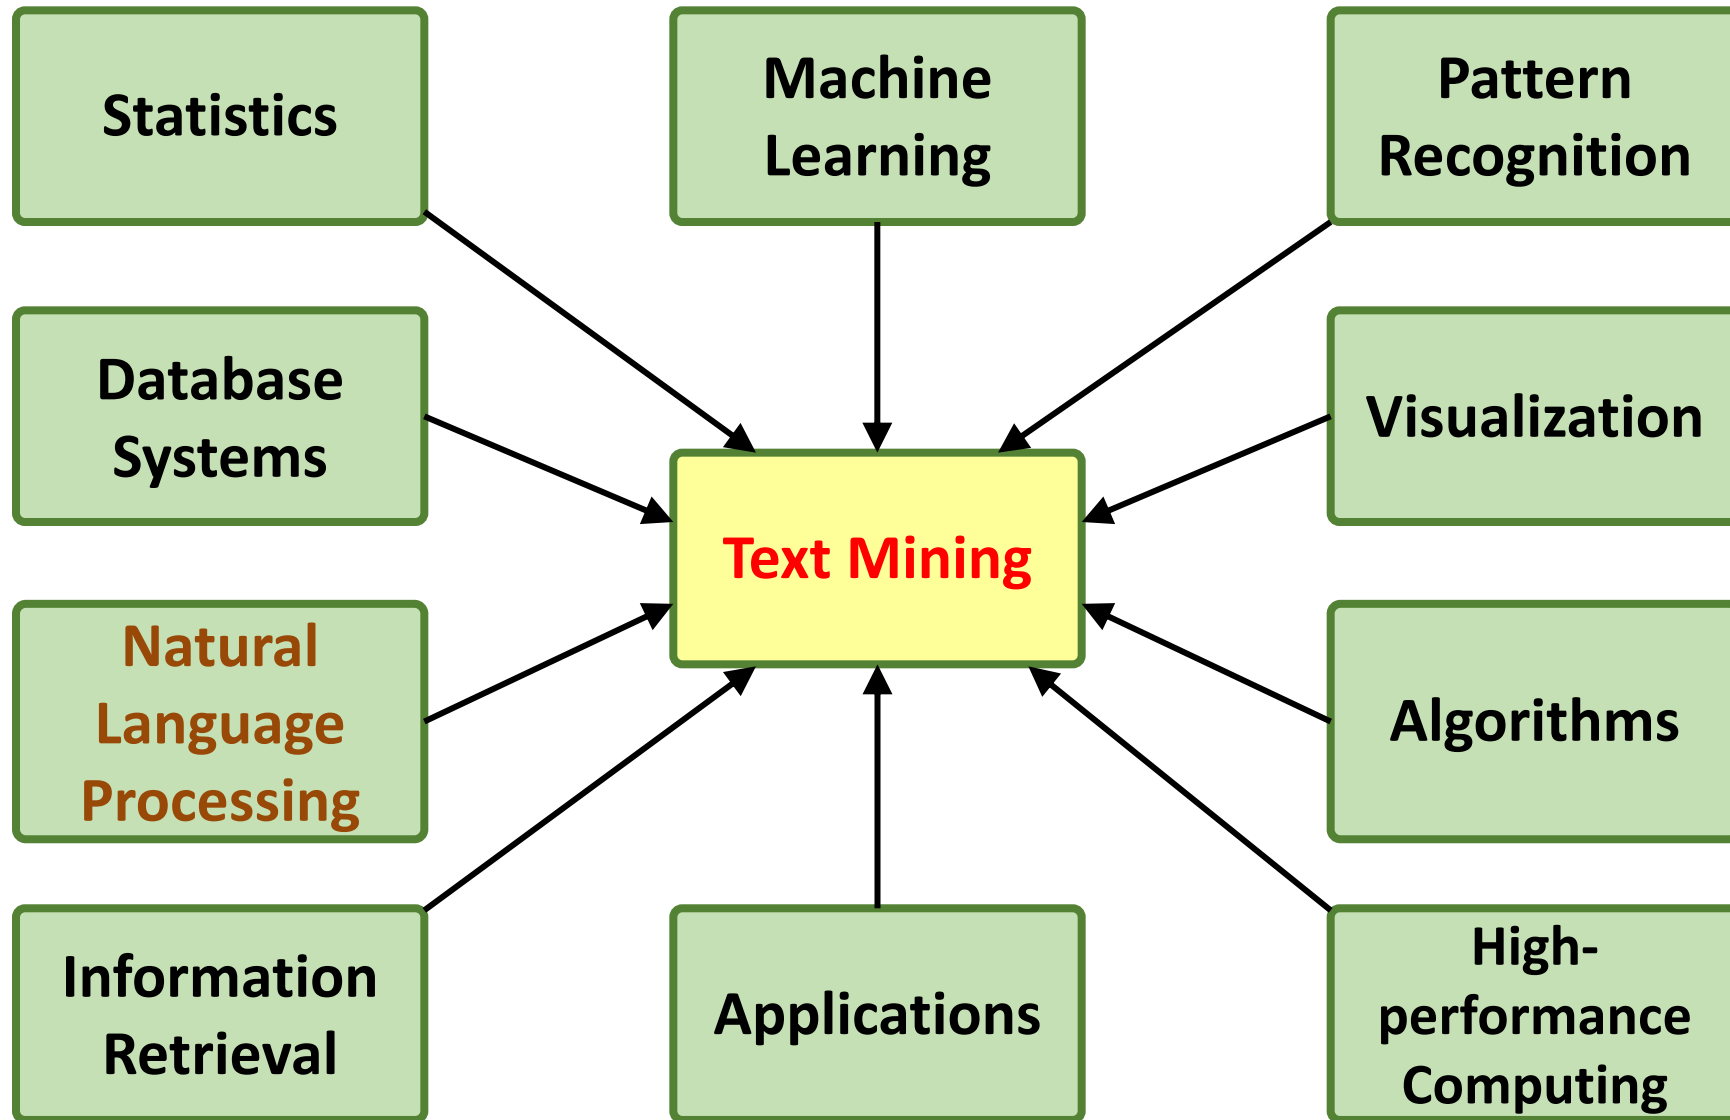 Statistics
Machine
Learning
Pattern
Recognition
Database
Systems
Visualization
Text Mining
Natural
Language
Processing
Algorithms
Information
Retrieval
Applications
High-
performance
Computing